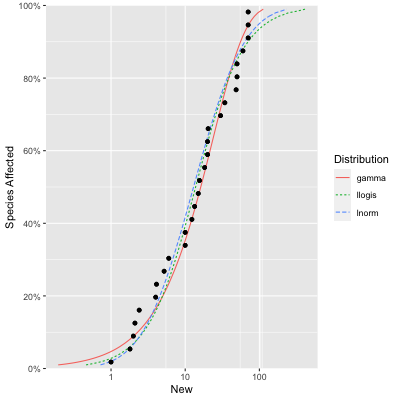 100%
80%
60%
40%
20%
0%
Species Affected
1
10
100
New
Distribution
gamma
llogis
lnorm